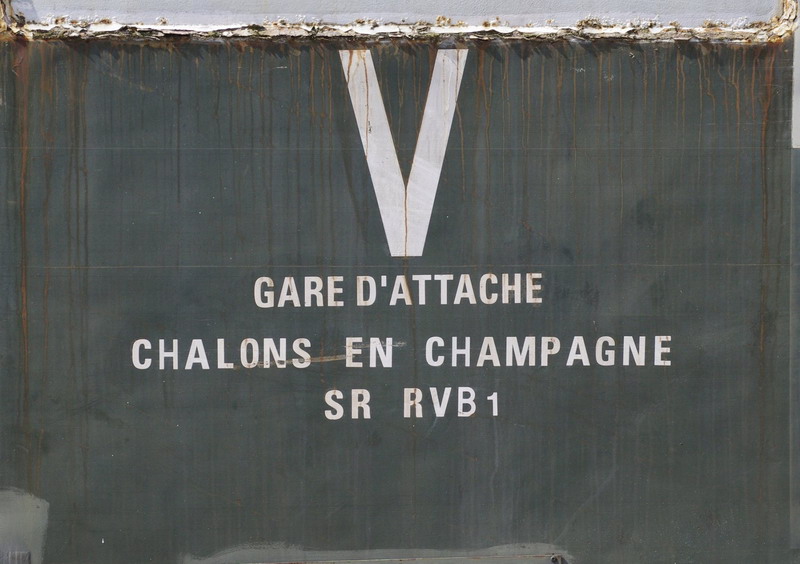 V
GARE D'ATTACHE
CHALONS EN CHAMPAGNE
SR RVB1